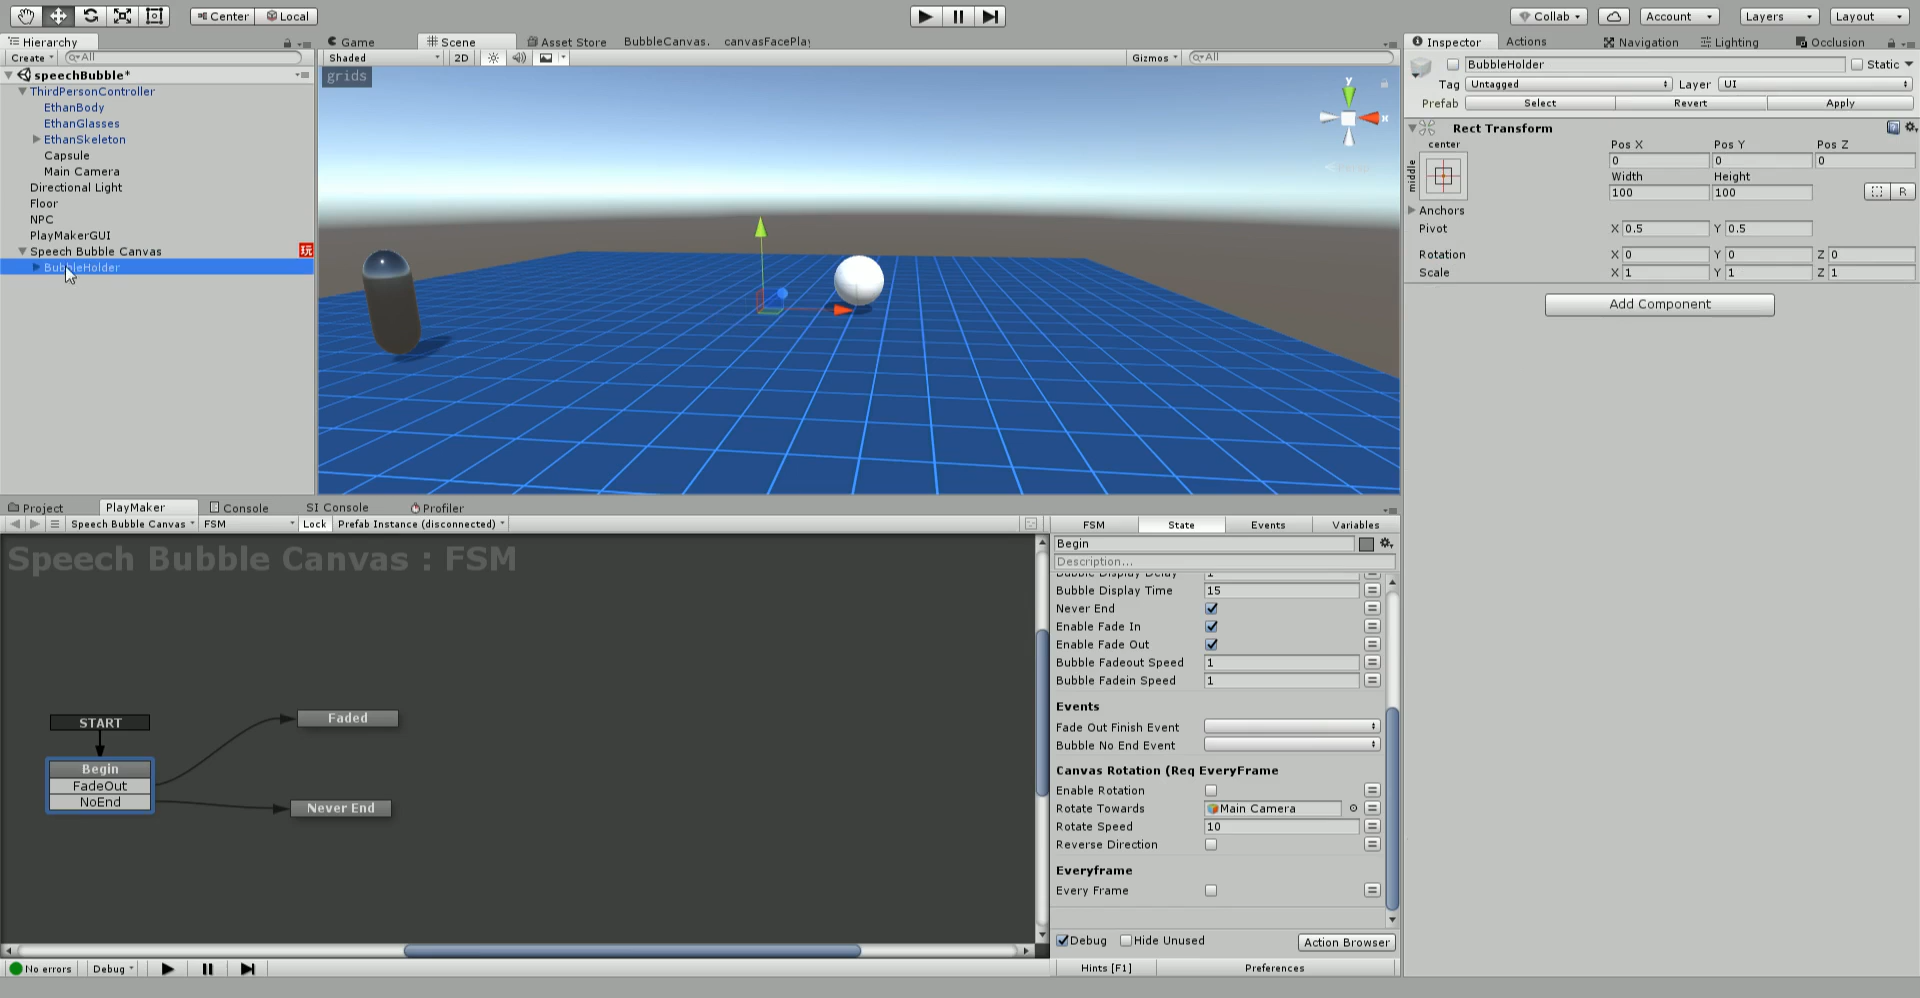 Center
Local
Collab
Account
Layers
Layout
Hierarchy
Create
All
speechBubble*
ThirdPersonController
EthanBody
EthanGlasses
EthanSkeleton
Capsule
Main Camera
Directional Light
Floor
NPC
PlayMakerGUI
Speech Bubble Canvas
玩
BubbleHolder
Game
Scene
Asset Store
BubbleCanvas.
canvasFacePlay
Shaded
2D
Gizmos
All
grids
y
x
Inspector
Actions
Navigation
Lighting
Occlusion
BubbleHolder
Static
Tag
Untagged
Layer
UI
Prefab
Select
Revert
Apply
Rect Transform
center
middle
Pos X
Pos Y
Pos Z
0
0
0
Width
Height
100
100
R
Anchors
Pivot
X 0.5
Y 0.5
Rotation
X 0
Y 0
Z 0
Scale
X 1
Y 1
Z 1
Add Component
Project
PlayMaker
Console
SI Console
Profiler
Speech Bubble Canvas
FSM
Lock
Prefab Instance (disconnected)
Speech Bubble Canvas : FSM
START
Begin
FadeOut
NoEnd
Faded
Never End
FSM
State
Events
Variables
Begin
Description...
Bubble Display Delay 1
Bubble Display Time 15
Never End
Enable Fade In
Enable Fade Out
Bubble Fadeout Speed 1
Bubble Fadein Speed 1
Events
Fade Out Finish Event
Bubble No End Event
Canvas Rotation (Req EveryFrame
Enable Rotation
Rotate Towards Main Camera
Rotate Speed 10
Reverse Direction
Everyframe
Every Frame
Debug
Hide Unused
Action Browser
No errors
Debug
Hints [F1]
Preferences